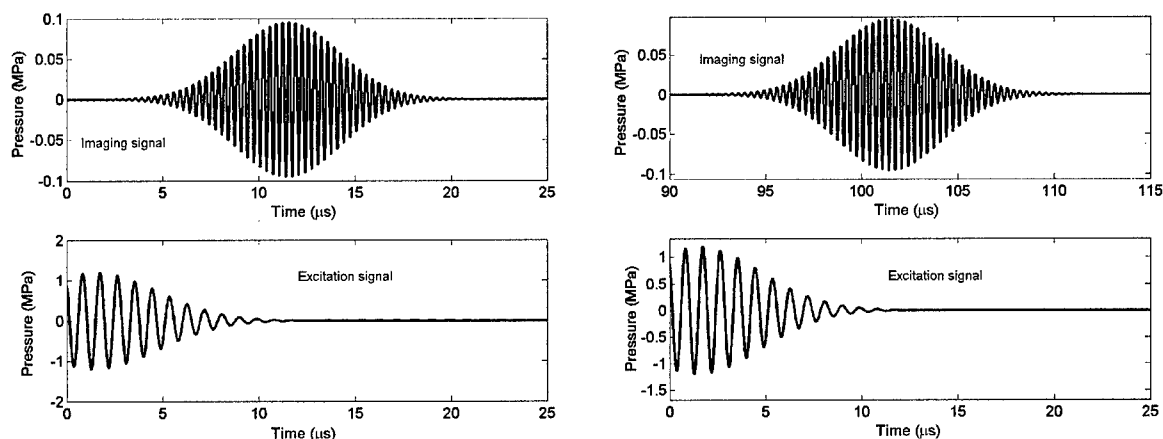 0.1
0.05
0
-0.05
-0.1
Pressure (MPa)
Imaging signal
0 5 10 15 20 25
Time (μs)
2
1
0
-1
-2
Pressure (MPa)
Excitation signal
0 5 10 15 20 25
Time (μs)
0.05
0
-0.05
-0.1
Pressure (MPa)
Imaging signal
90 95 100 105 110 115
Time (μs)
1
0.5
0
-0.5
-1
-1.5
Pressure (MPa)
Excitation signal
0 5 10 15 20 25
Time (μs)